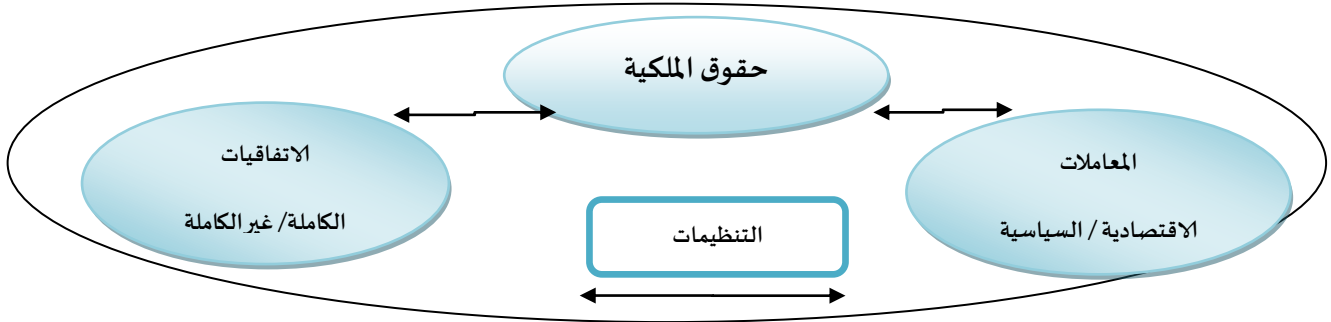 حقوق الملكية
المعاملات
الاقتصادية / السياسية
الاتفاقيات
الكاملة/ غير الكاملة
التنظيمات